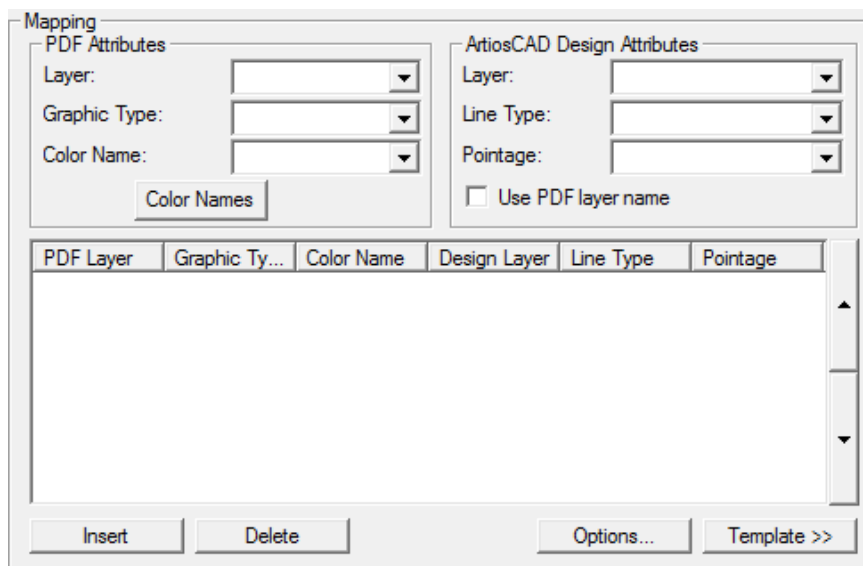 Mapping
PDF Attributes
Layer:
Graphic Type:
Color Name:
Color Names
ArtiosCAD Design Attributes
Layer:
Line Type:
Pointage:
Use PDF layer name
PDF Layer Graphic Ty... Color Name Design Layer Line Type Pointage
Insert Delete Options... Template >>